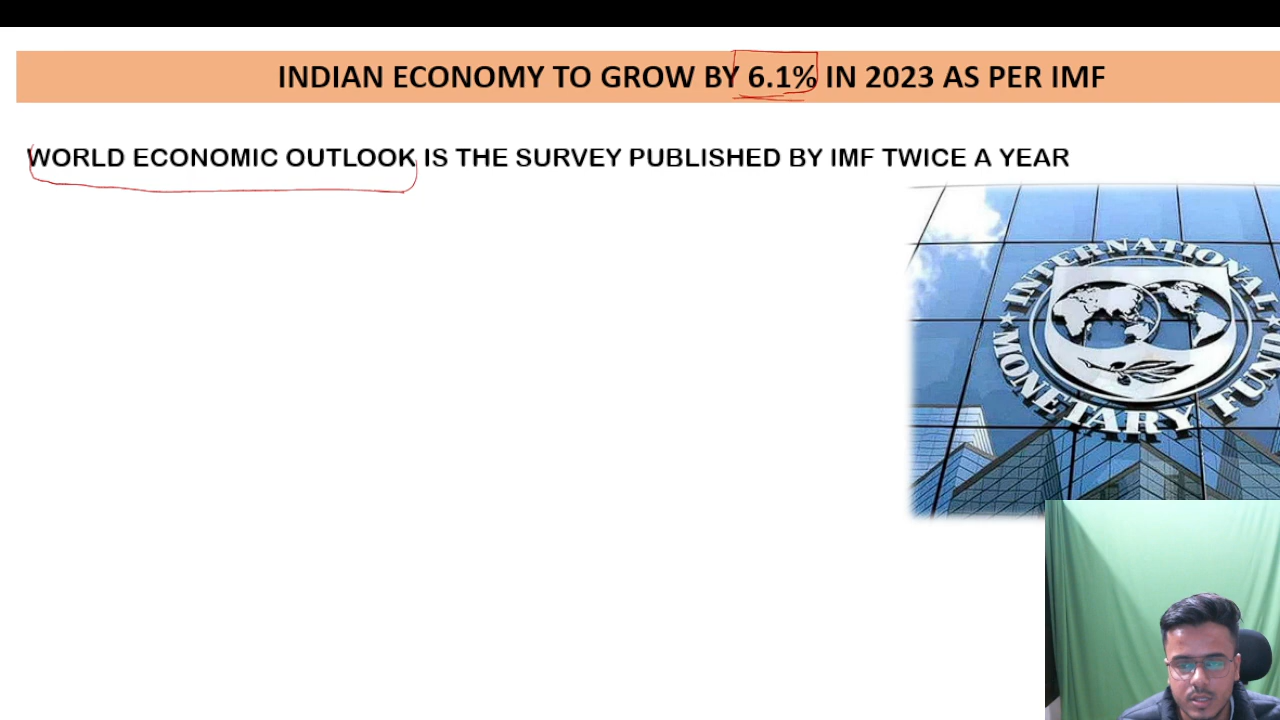 INDIAN ECONOMY TO GROW BY 6.1% IN 2023 AS PER IMF
WORLD ECONOMIC OUTLOOK IS THE SURVEY PUBLISHED BY IMF TWICE A YEAR
INTERNATIONAL
MONETARY FUND